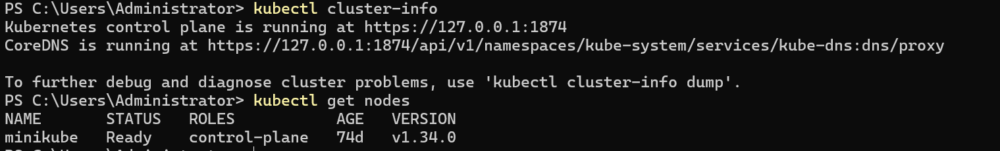 PS C:\Users\Administrator> kubectl cluster-info
Kubernetes control plane is running at https://127.0.0.1:1874
CoreDNS is running at https://127.0.0.1:1874/api/v1/namespaces/kube-system/services/kube-dns:dns/proxy

To further debug and diagnose cluster problems, use 'kubectl cluster-info dump'.
PS C:\Users\Administrator> kubectl get nodes
NAME       STATUS   ROLES           AGE   VERSION
minikube   Ready    control-plane   74d   v1.34.0